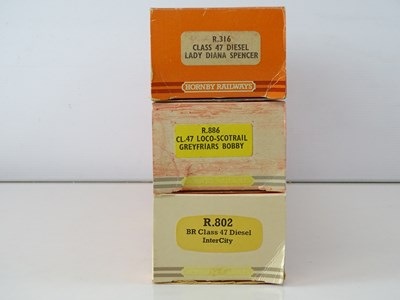 R.316
CLASS 47 DIESEL
LADY DIANA SPENCER
HORNBY RAILWAYS
R.886
CL.47 LOCO-SCOTRAIL
GREYFRIARS BOBBY
R.802
BR Class 47 Diesel
InterCity